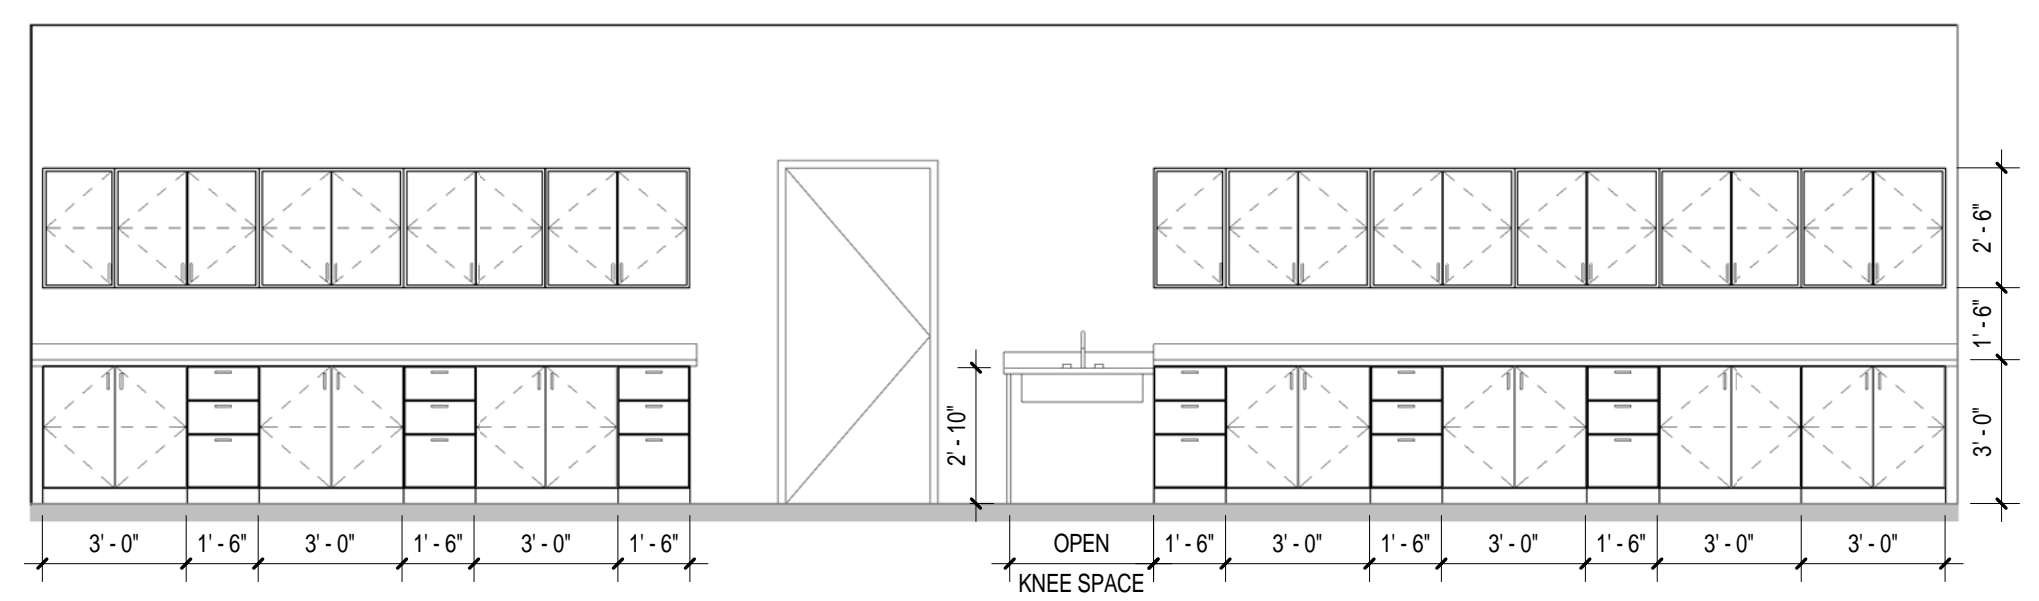 2' - 6"
1' - 6"
3' - 0"
2' - 10"
3' - 0"
1' - 6"
3' - 0"
1' - 6"
3' - 0"
1' - 6"
OPEN
KNEE SPACE
1' - 6"
3' - 0"
1' - 6"
3' - 0"
1' - 6"
3' - 0"
3' - 0"